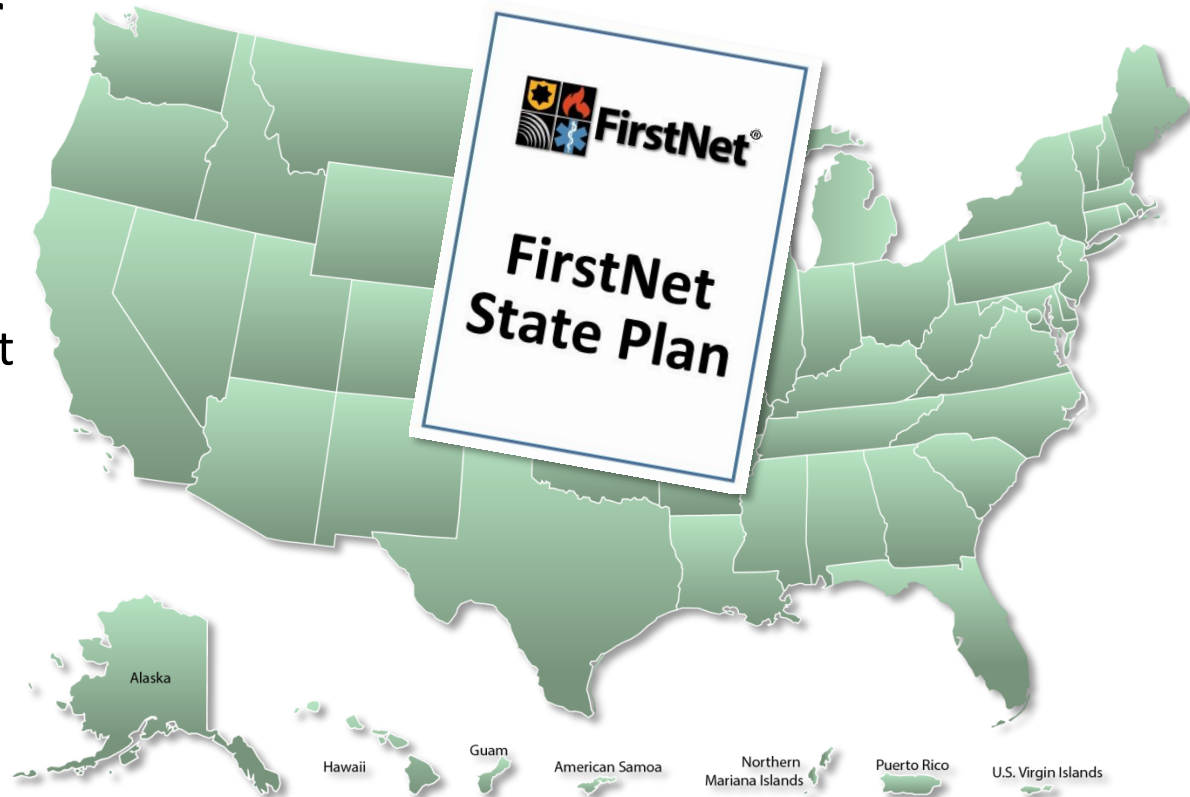 FirstNet®
FirstNet
State Plan
t
Alaska
Hawaii
Guam
American Samoa
Northern
Mariana Islands
Puerto Rico
U.S. Virgin Islands